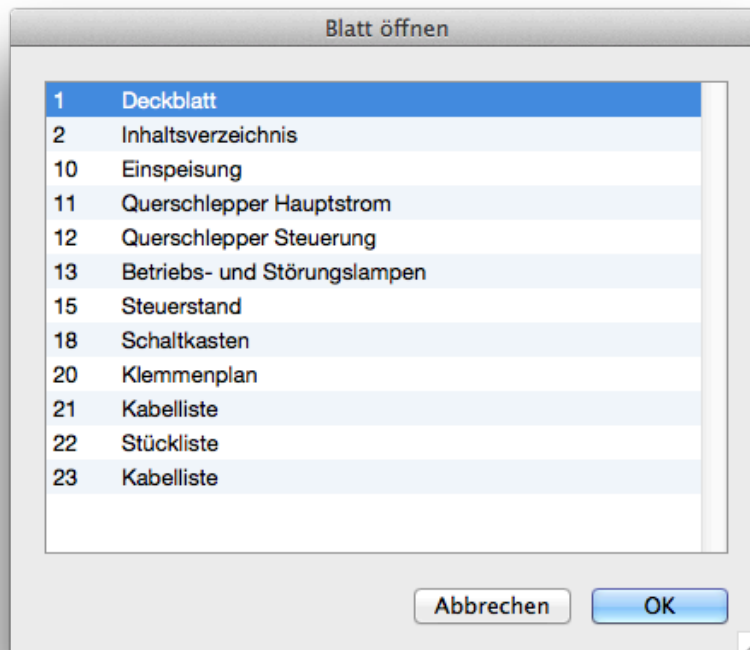 Blatt öffnen
1 Deckblatt
2 Inhaltsverzeichnis
10 Einspeisung
11 Querschlepper Hauptstrom
12 Querschlepper Steuerung
13 Betriebs- und Störungslampen
15 Steuerstand
18 Schaltkasten
20 Klemmenplan
21 Kabelliste
22 Stückliste
23 Kabelliste
Abbrechen OK